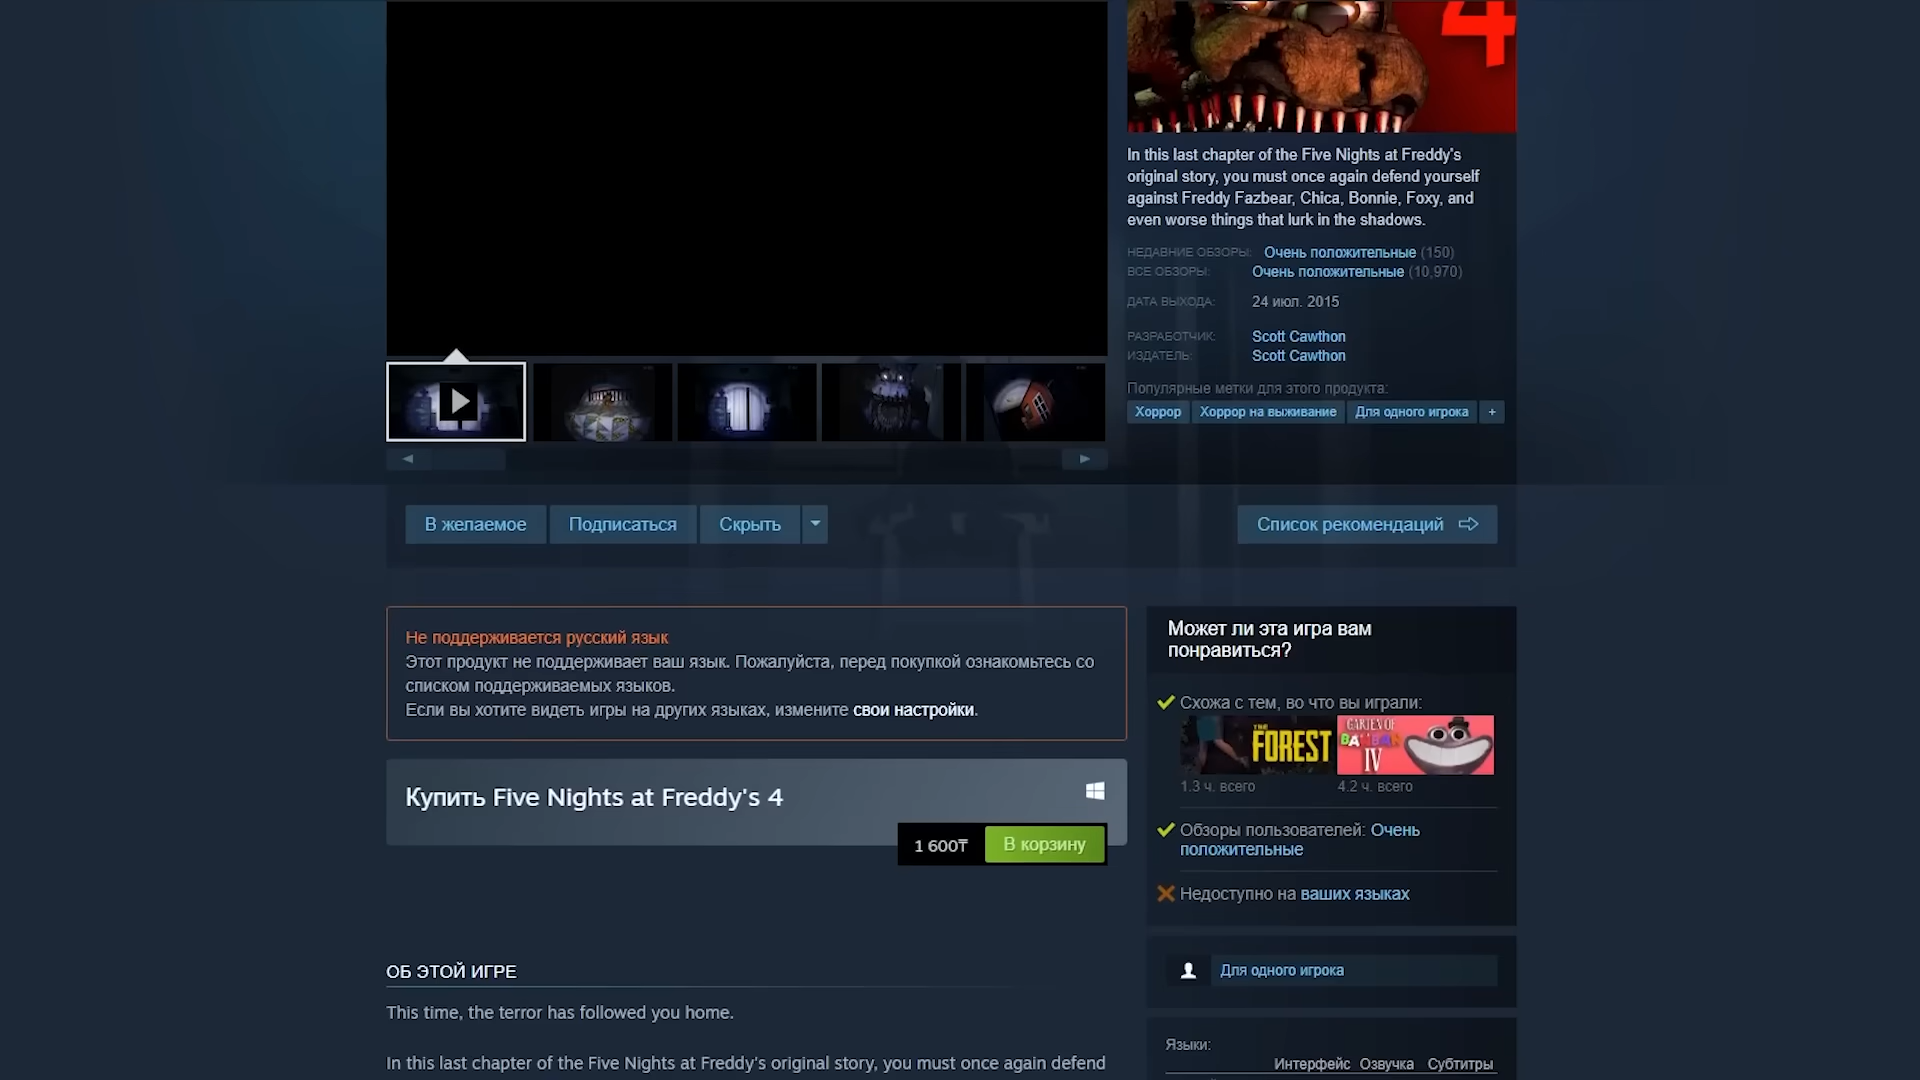 4
In this last chapter of the Five Nights at Freddy's
original story, you must once again defend yourself
against Freddy Fazbear, Chica, Bonnie, Foxy, and
even worse things that lurk in the shadows.
НЕДАВНИЕ ОБЗОРЫ: Очень положительные (150)
ВСЕ ОБЗОРЫ: Очень положительные (10,970)
ДАТА ВЫХОДА: 24 июл. 2015
РАЗРАБОТЧИК: Scott Cawthon
ИЗДАТЕЛЬ: Scott Cawthon
Популярные метки для этого продукта:
Хоррор Хоррор на выживание Для одного игрока +
В желаемое Подписаться Скрыть Список рекомендаций
Не поддерживается русский язык
Этот продукт не поддерживает ваш язык. Пожалуйста, перед покупкой ознакомьтесь со
списком поддерживаемых языков.
Если вы хотите видеть игры на других языках, измените свои настройки.
Купить Five Nights at Freddy's 4
1 600₸ В корзину
ОБ ЭТОЙ ИГРЕ
This time, the terror has followed you home.
In this last chapter of the Five Nights at Freddy's original story, you must once again defend
Может ли эта игра вам
понравиться?
Схожа с тем, во что вы играли:
THE FOREST
GARTEN OF BANBAN IV
1.3 ч. всего 4.2 ч. всего
Обзоры пользователей: Очень
положительные
Недоступно на ваших языках
Для одного игрока
Языки:
Интерфейс Озвучка Субтитры